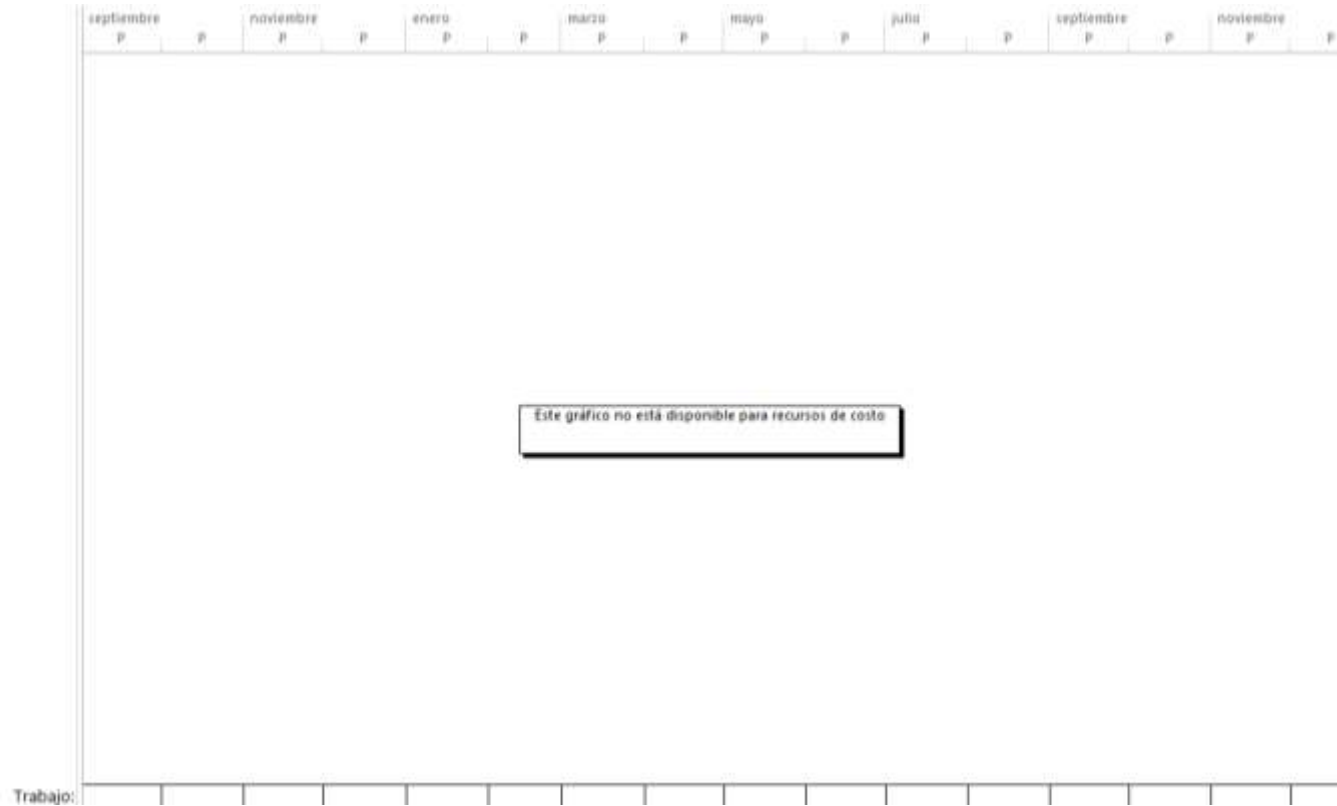 septiembre noviembre enero marzo mayo julio septiembre noviembre
P P P P P P P P P P P P P P P P
Este gráfico no está disponible para recursos de costo
Trabajo: